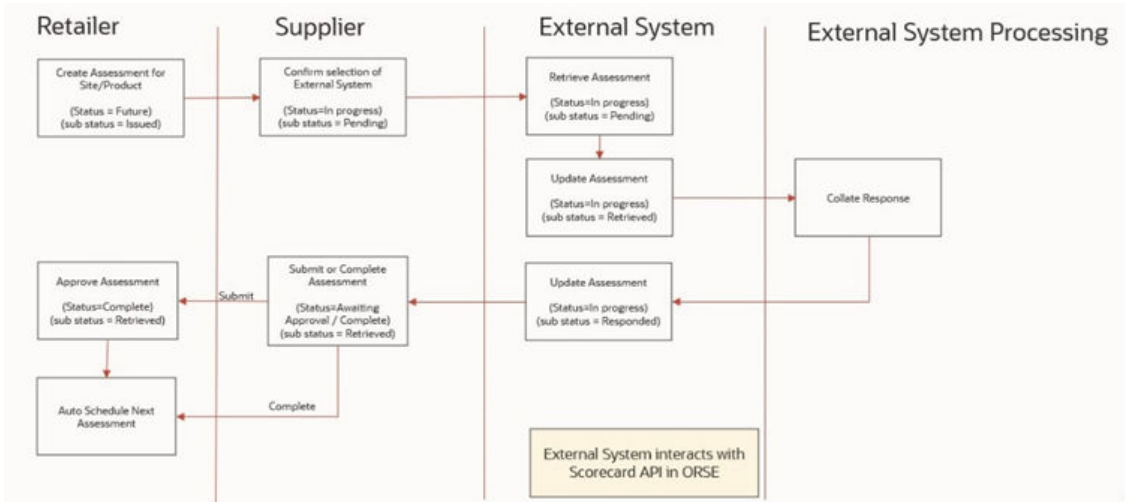 Retailer
Supplier
External System
External System Processing
Create Assessment for
Site/Product
(Status = Future)
(sub status = Issued)
Confirm selection of
External System
(Status=In progress)
(sub status = Pending)
Retrieve Assessment
(Status=In progress)
(sub status = Pending)
Update Assessment
(Status=In progress)
(sub status = Retrieved)
Collate Response
Update Assessment
(Status=In progress)
(sub status = Responded)
Submit or Complete
Assessment
(Status=Awaiting
Approval / Complete)
(sub status = Retrieved)
Submit
Approve Assessment
(Status=Complete)
(sub status = Retrieved)
Complete
Auto Schedule Next
Assessment
External System interacts with
Scorecard API in ORSE